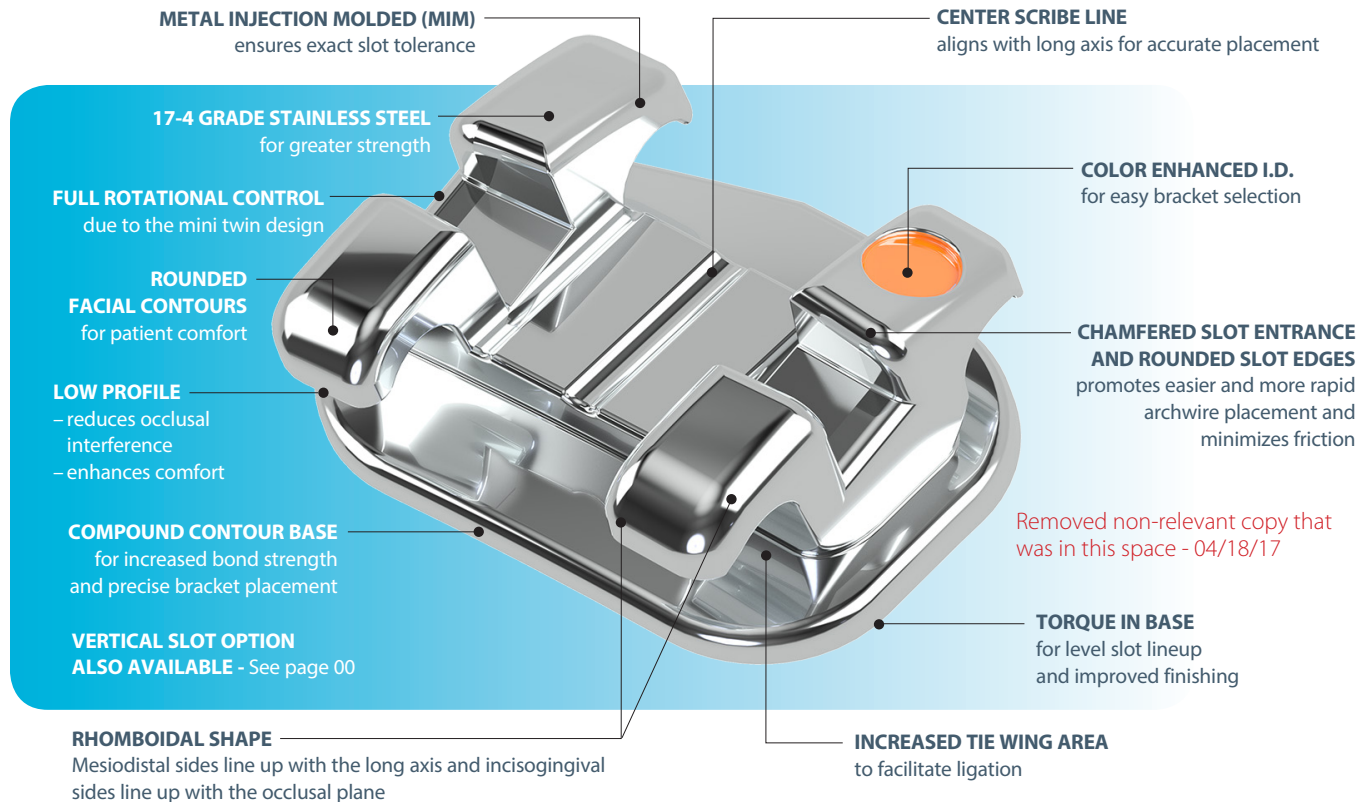 METAL INJECTION MOLDED (MIM)
ensures exact slot tolerance
CENTER SCRIBE LINE
aligns with long axis for accurate placement
17-4 GRADE STAINLESS STEEL
for greater strength
COLOR ENHANCED I.D.
for easy bracket selection
FULL ROTATIONAL CONTROL
due to the mini twin design
ROUNDED
FACIAL CONTOURS
for patient comfort
CHAMFERED SLOT ENTRANCE
AND ROUNDED SLOT EDGES
promotes easier and more rapid
archwire placement and
minimizes friction
LOW PROFILE
– reduces occlusal
interference
– enhances comfort
COMPOUND CONTOUR BASE
for increased bond strength
and precise bracket placement
Removed non-relevant copy that
was in this space - 04/18/17
VERTICAL SLOT OPTION
ALSO AVAILABLE - See page 00
TORQUE IN BASE
for level slot lineup
and improved finishing
RHOMBOIDAL SHAPE
Mesiodistal sides line up with the long axis and incisogingival
sides line up with the occlusal plane
INCREASED TIE WING AREA
to facilitate ligation